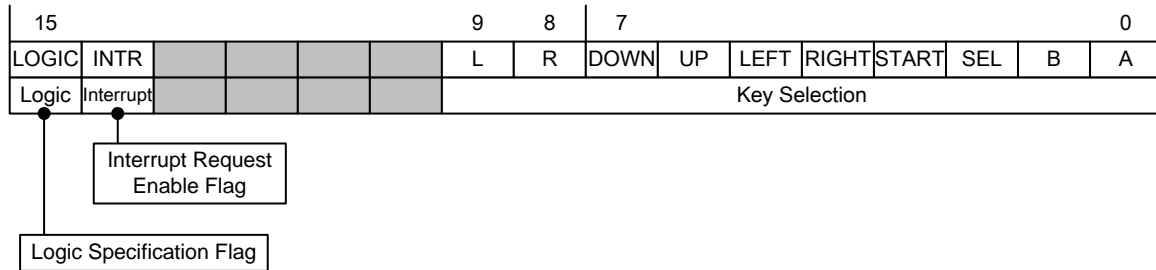 15 9 8 7 0
LOGIC INTR L R DOWN UP LEFT RIGHT START SEL B A
Logic Interrupt Key Selection
Interrupt Request
Enable Flag
Logic Specification Flag